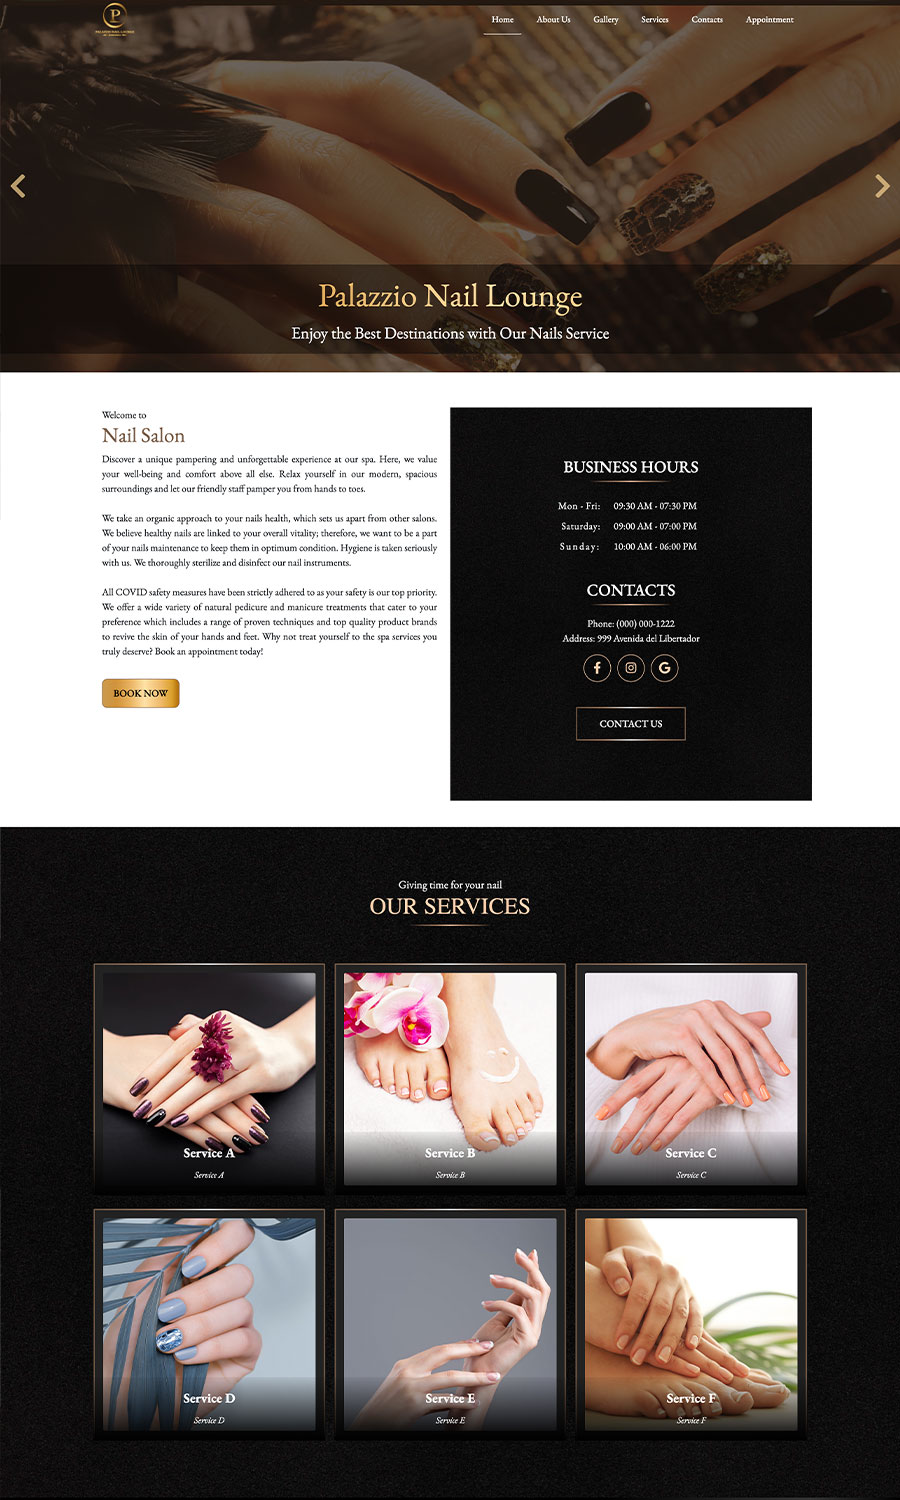 P
PALAZZIO NAIL LOUNGE
Home About Us Gallery Services Contacts Appointment
Palazzio Nail Lounge
Enjoy the Best Destinations with Our Nails Service
Welcome to
Nail Salon
Discover a unique pampering and unforgettable experience at our spa. Here, we value
your well-being and comfort above all else. Relax yourself in our modern, spacious
surroundings and let our friendly staff pamper you from hands to toes.
We take an organic approach to your nails health, which sets us apart from other salons.
We believe healthy nails are linked to your overall vitality; therefore, we want to be a part
of your nails maintenance to keep them in optimum condition. Hygiene is taken seriously
with us. We thoroughly sterilize and disinfect our nail instruments.
All COVID safety measures have been strictly adhered to as your safety is our top priority.
We offer a wide variety of natural pedicure and manicure treatments that cater to your
preference which includes a range of proven techniques and top quality product brands
to revive the skin of your hands and feet. Why not treat yourself to the spa services you
truly deserve? Book an appointment today!
BOOK NOW
BUSINESS HOURS
Mon - Fri: 09:30 AM - 07:30 PM
Saturday: 09:00 AM - 07:00 PM
Sunday: 10:00 AM - 06:00 PM
CONTACTS
Phone: (000) 000-1222
Address: 999 Avenida del Libertador
CONTACT US
Giving time for your nail
OUR SERVICES
Service A
Service A
Service B
Service B
Service C
Service C
Service D
Service D
Service E
Service E
Service F
Service F